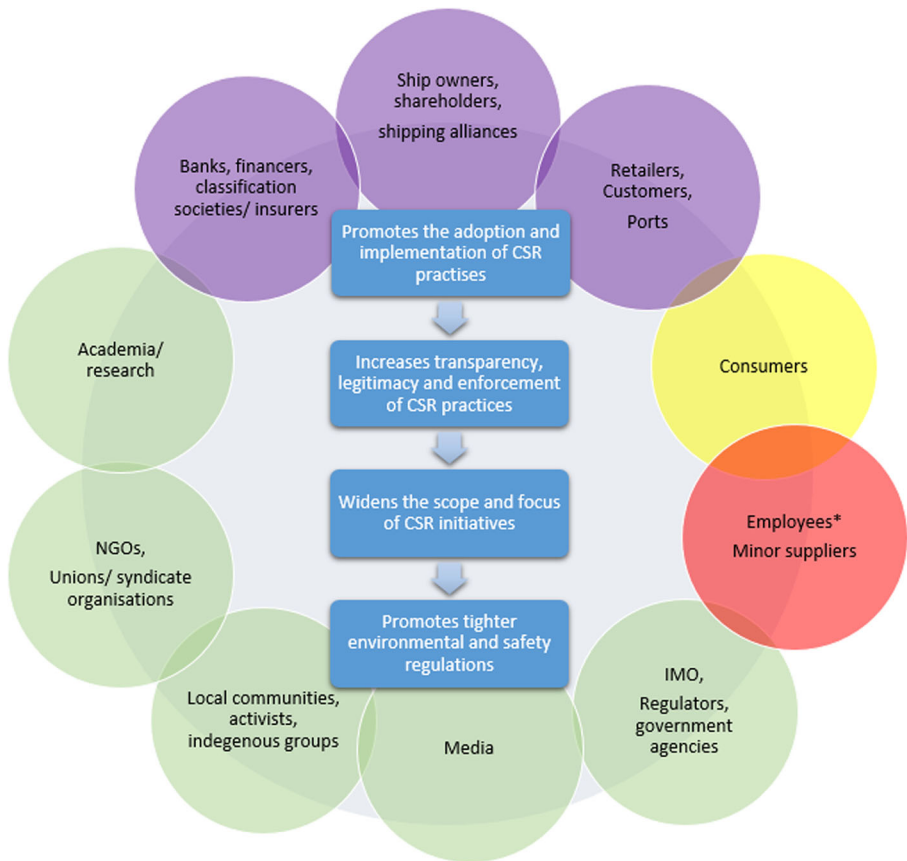 Ship owners,
shareholders,
shipping alliances
Banks, financers,
classification
societies/ insurers
Retailers,
Customers,
Ports
Promotes the adoption and
implementation of CSR
practises
Academia/
research
Increases transparency,
legitimacy and enforcement
of CSR practices
Consumers
Widens the scope and focus
of CSR initiatives
Employees*
Minor suppliers
NGOs,
Unions/ syndicate
organisations
Promotes tighter
environmental and safety
regulations
Local communities,
activists,
indegenous groups
Media
IMO,
Regulators,
government
agencies